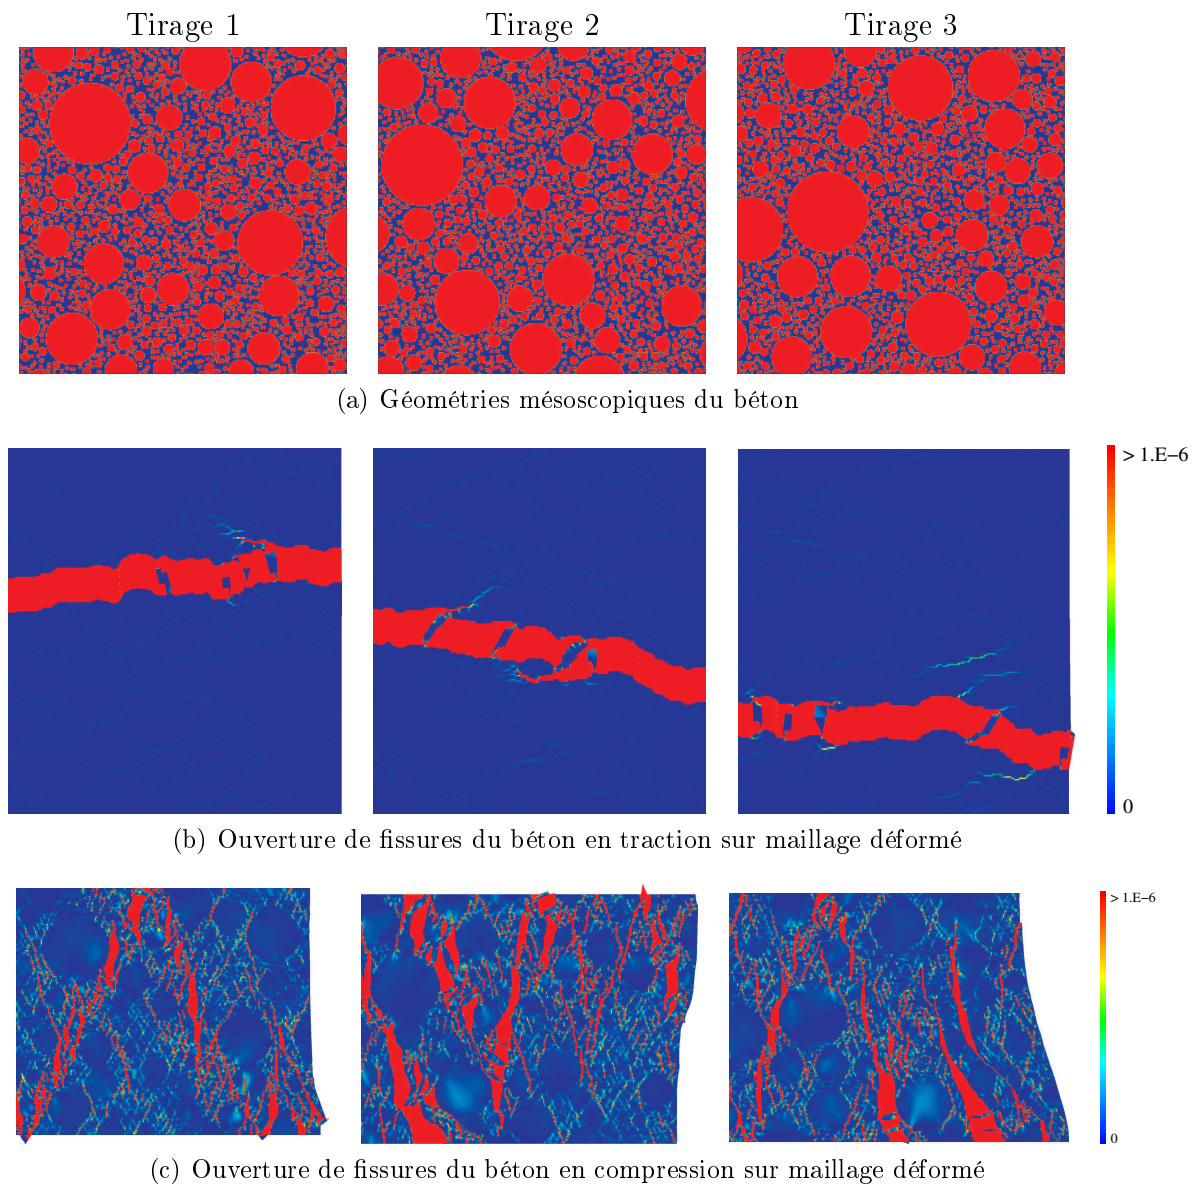 Tirage 1
Tirage 2
Tirage 3
(a) Géométries mésoscopiques du béton
> 1.E−6
0
(b) Ouverture de fissures du béton en traction sur maillage déformé
> 1.E−6
0
(c) Ouverture de fissures du béton en compression sur maillage déformé